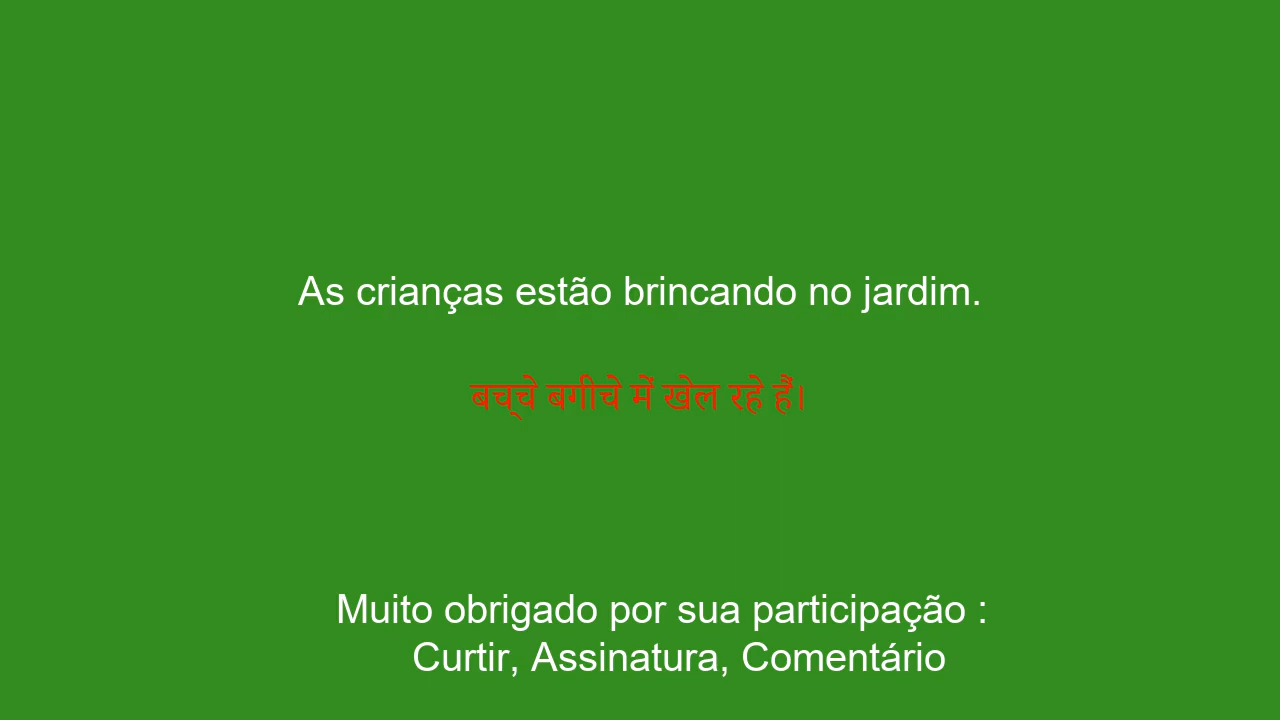 As crianças estão brincando no jardim.
बच्चे बगीचे में खेल रहे हैं।
Muito obrigado por sua participação :
Curtir, Assinatura, Comentário